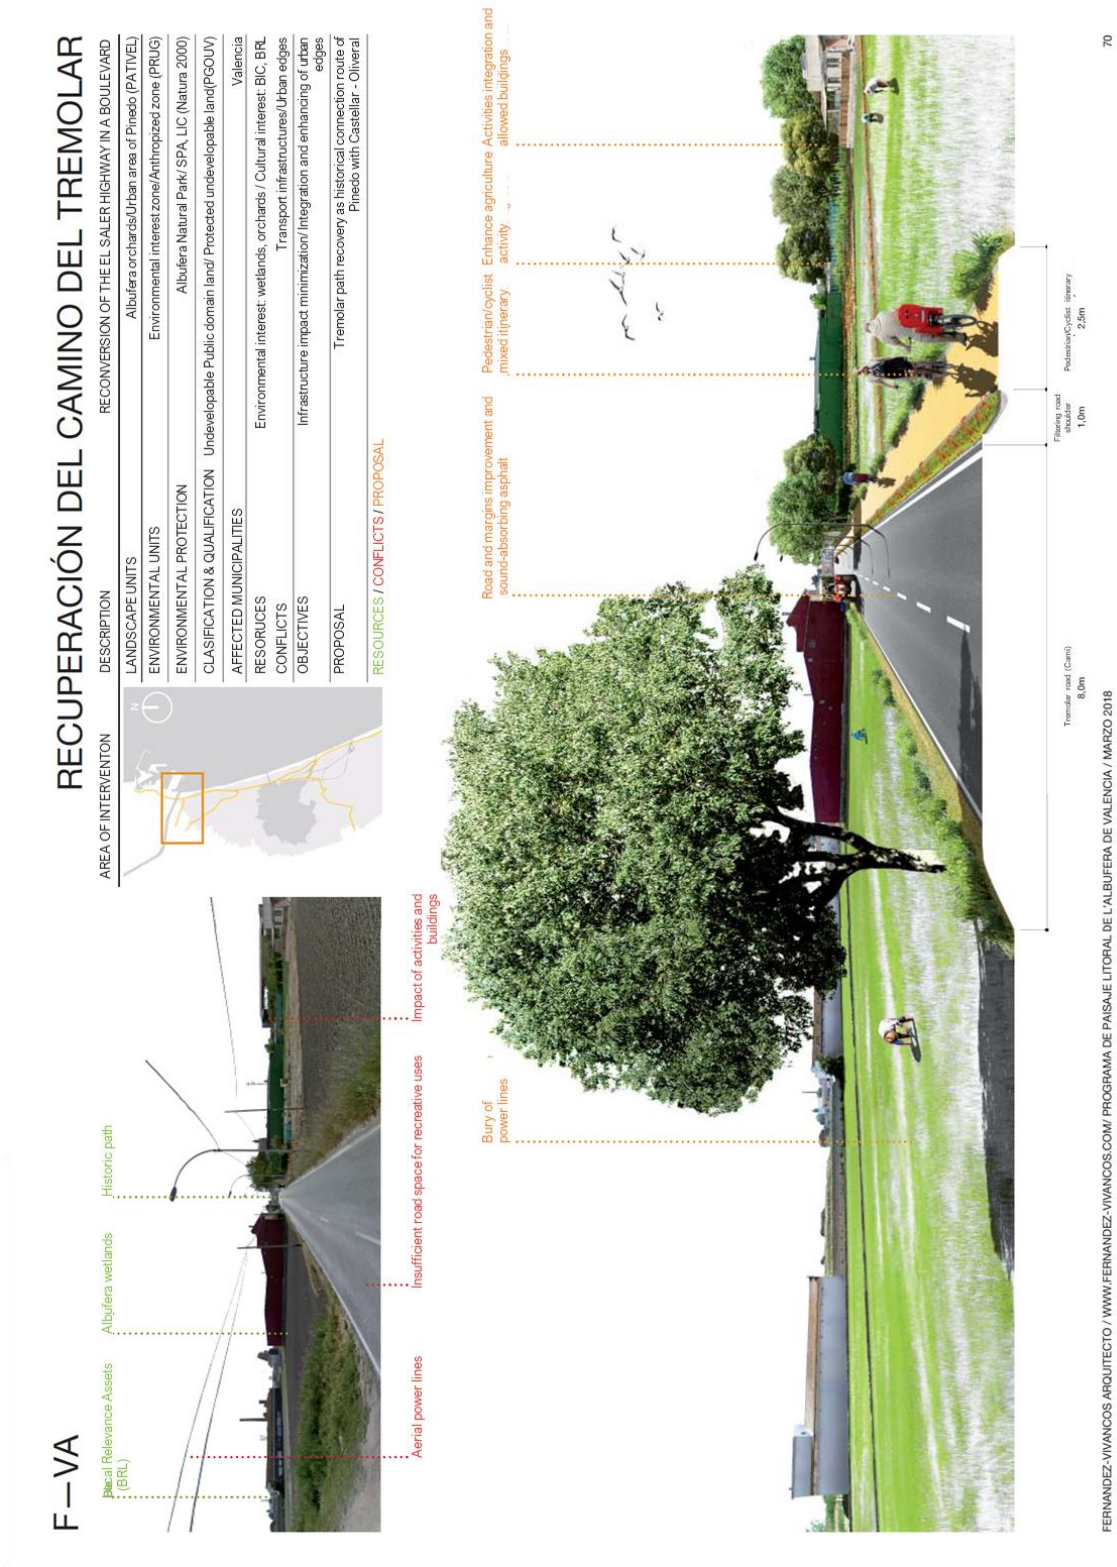 F—VA
RECUPERACIÓN DEL CAMINO DEL TREMOLAR
Local Relevance Assets
(BRL)
Albufera wetlands
Historic path
Aerial power lines
Insufficient road space for recreative uses
Impact of activities and
buildings
AREA OF INTERVENTON
N
DESCRIPTION RECONVERSION OF THE EL SALER HIGHWAY IN A BOULEVARD
LANDSCAPE UNITS Albufera orchards/Urban area of Pinedo (PATIVEL)
ENVIRONMENTAL UNITS Environmental interest zone/Anthropized zone (PRUG)
ENVIRONMENTAL PROTECTION Albufera Natural Park/ SPA, LIC (Natura 2000)
CLASIFICATION & QUALIFICATION Undevelopable Public domain land/ Protected undevelopable land(PGOUV)
AFFECTED MUNICIPALITIES Valencia
RESORUCES Environmental interest: wetlands, orchards / Cultural interest: BIC, BRL
CONFLICTS Transport infrastructures/Urban edges
OBJECTIVES Infrastructure impact minimization/ Integration and enhancing of urban
edges
PROPOSAL Tremolar path recovery as historical connection route of
Pinedo with Castellar - Oliveral
RESOURCES / CONFLICTS / PROPOSAL
Bury of
power lines
Road and margins improvement and
sound-absorbing asphalt
Pedestrian/cyclist
mixed itinerary
Enhance agriculture
activity
Activities integration and
allowed buildings
Tremolar road (Camí)
8,0m
Filtering road
shoulder
1,0m
Pedestrian/Cyclist itinerary
2,5m
FERNANDEZ-VIVANCOS ARQUITECTO / WWW.FERNANDEZ-VIVANCOS.COM/ PROGRAMA DE PAISAJE LITORAL DE L'ALBUFERA DE VALENCIA / MARZO 2018
70